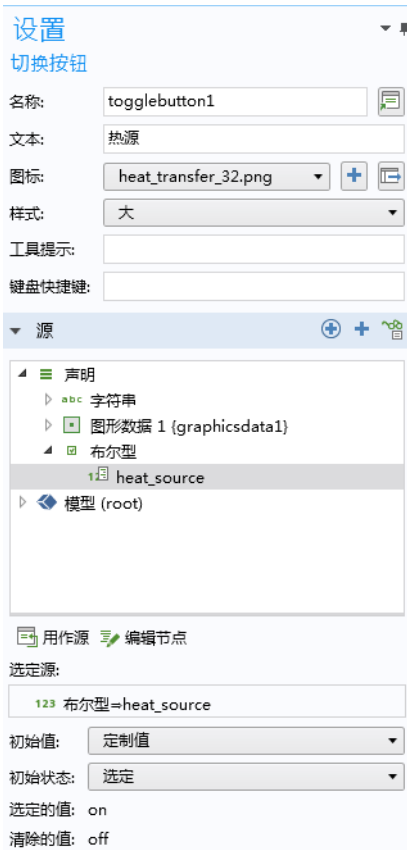 设置
切换按钮
名称: togglebutton1
文本: 热源
图标: heat_transfer_32.png
样式: 大
工具提示:
键盘快捷键:
源
声明
abc 字符串
图形数据 1 {graphicsdata1}
布尔型
heat_source
模型 (root)
用作源 编辑节点
选定源:
123 布尔型⇒heat_source
初始值: 定制值
初始状态: 选定
选定的值: on
清除的值: off